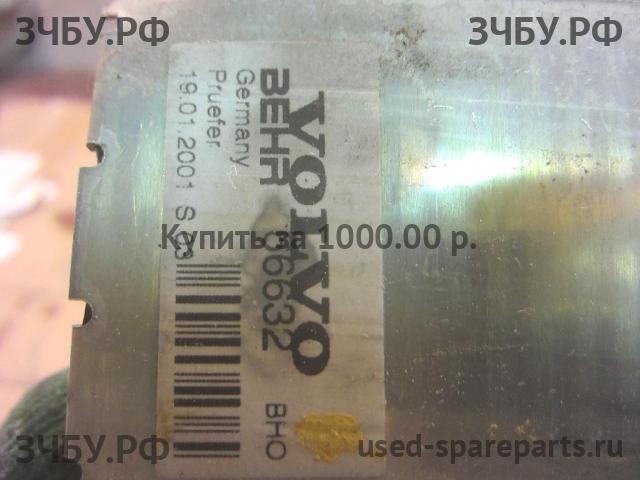 ЗЧБУ.РФ
ЗЧБУ.РФ
VOLVO
BEHR
BHO
Germany
Pruefer
19.01.2001 S 03
Купить за 1000.00 р.
ЗЧБУ.РФ
used-spareparts.ru